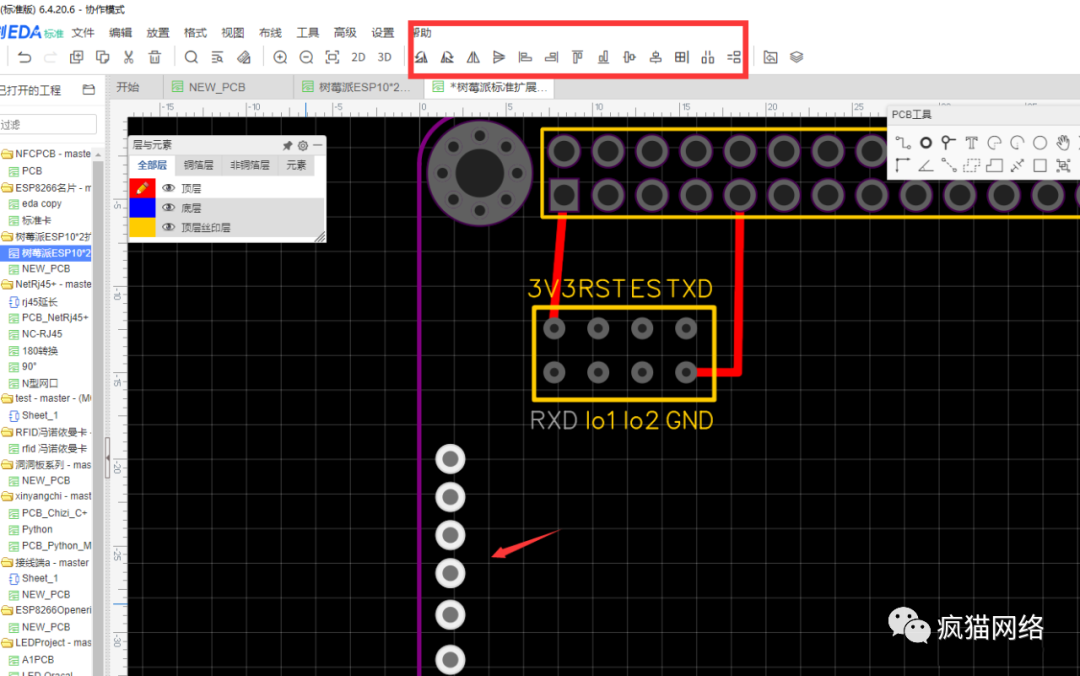 (标准版) 6.4.20.6 - 协作模式
EDA 标准 文件 编辑 放置 格式 视图 布线 工具 高级 设置 帮助
2D 3D
已打开的工程 开始 NEW_PCB 树莓派ESP10*2... *树莓派标准扩展...
过滤
-15 -5 0 5 10 15 20 25
PCB工具
层与元素
全部层 铜箔层 非铜箔层 元素
顶层
底层
顶层丝印层
NFCPCB - maste
PCB
ESP8266名片 - m
eda copy
标准卡
树莓派ESP10*2扩
树莓派ESP10*2
NEW_PCB
NetRj45+ - maste
rj45延长
PCB_NetRj45+
NC-RJ45
180转换
90°
N型网口
test - master - (M
Sheet_1
RFID冯诺依曼卡 -
rfid 冯诺依曼卡
洞洞板系列 - mas
NEW_PCB
xinyangchi - mast
PCB_Chizi_C+
Python
PCB_Python_M
接线端a - master
Sheet_1
NEW_PCB
ESP8266Openeri
NEW_PCB
LEDProject - mas
A1PCB
-5
-10
-15
-20
-25
-30
3V3RSTESTXD
RXD Io1 Io2 GND
疯猫网络